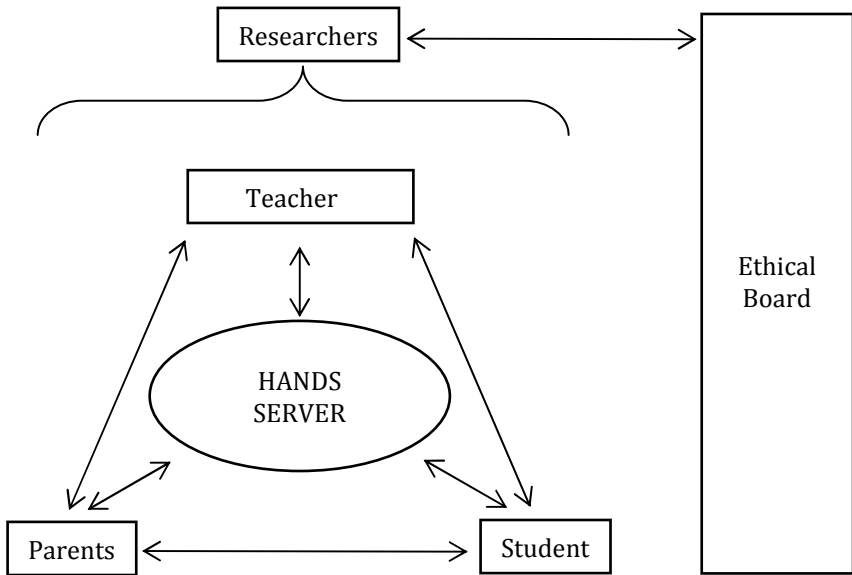 Researchers
Teacher
Ethical
Board
HANDS
SERVER
Parents
Student